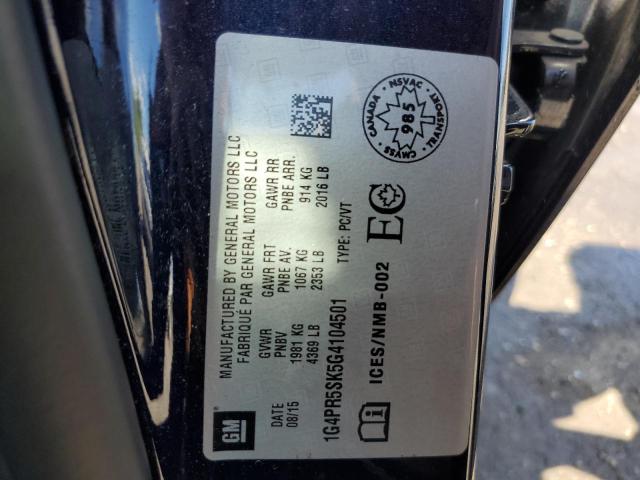 GM
DATE
08/15
MANUFACTURED BY GENERAL MOTORS LLC
FABRIQUÉ PAR GENERAL MOTORS LLC
GVWR GAWR FRT GAWR RR
PNBV PNBE AV. PNBE ARR.
1981 KG 1067 KG 914 KG
4369 LB 2353 LB 2016 LB
1G4PR5SK5G4104501 TYPE: PC/VT
ICES/NMB-002
CANADA NSVAC
985
CMVSS TRANSPORT